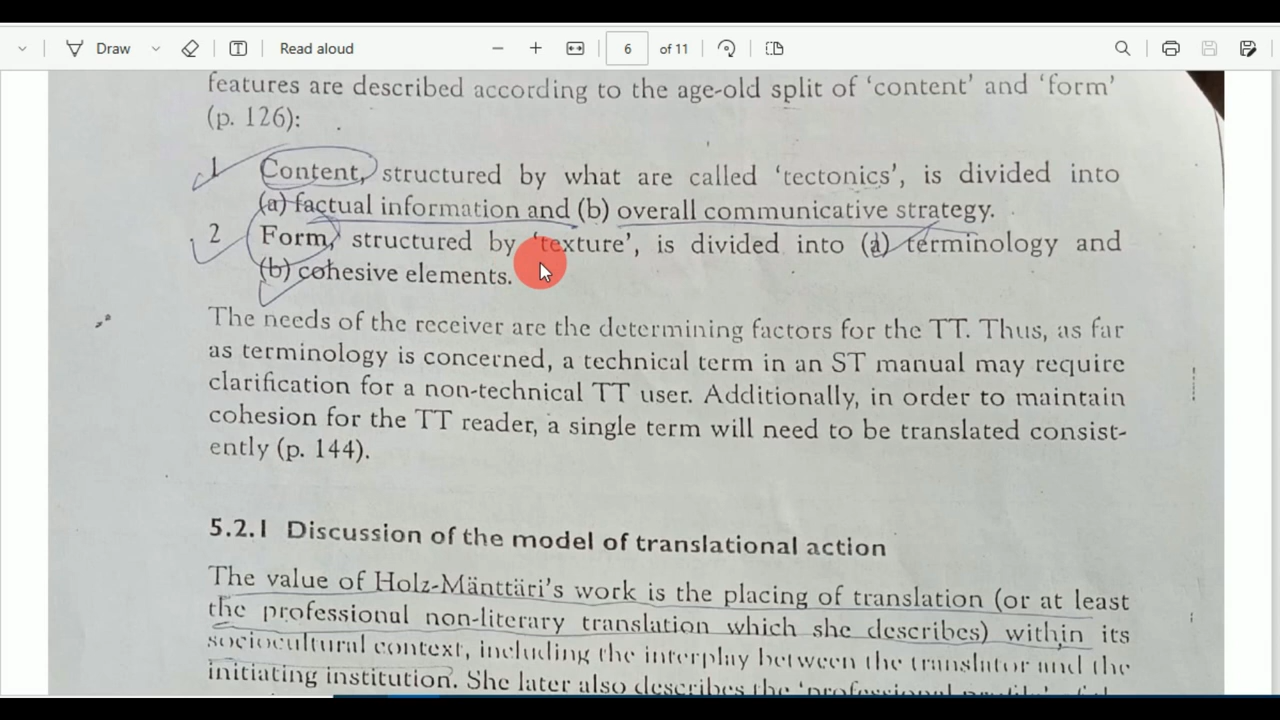 Draw
Read aloud
6
of 11
features are described according to the age-old split of ‘content’ and ‘form’
(p. 126):
1 Content, structured by what are called ‘tectonics’, is divided into
(a) factual information and (b) overall communicative strategy.
2 Form, structured by ‘texture’, is divided into (a) terminology and
(b) cohesive elements.
The needs of the receiver are the determining factors for the TT. Thus, as far
as terminology is concerned, a technical term in an ST manual may require
clarification for a non-technical TT user. Additionally, in order to maintain
cohesion for the TT reader, a single term will need to be translated consist-
ently (p. 144).
5.2.1 Discussion of the model of translational action
The value of Holz-Mänttäri’s work is the placing of translation (or at least
the professional non-literary translation which she describes) within its
sociocultural context, including the interplay between the translator and the
initiating institution. She later also describes the ‘professional